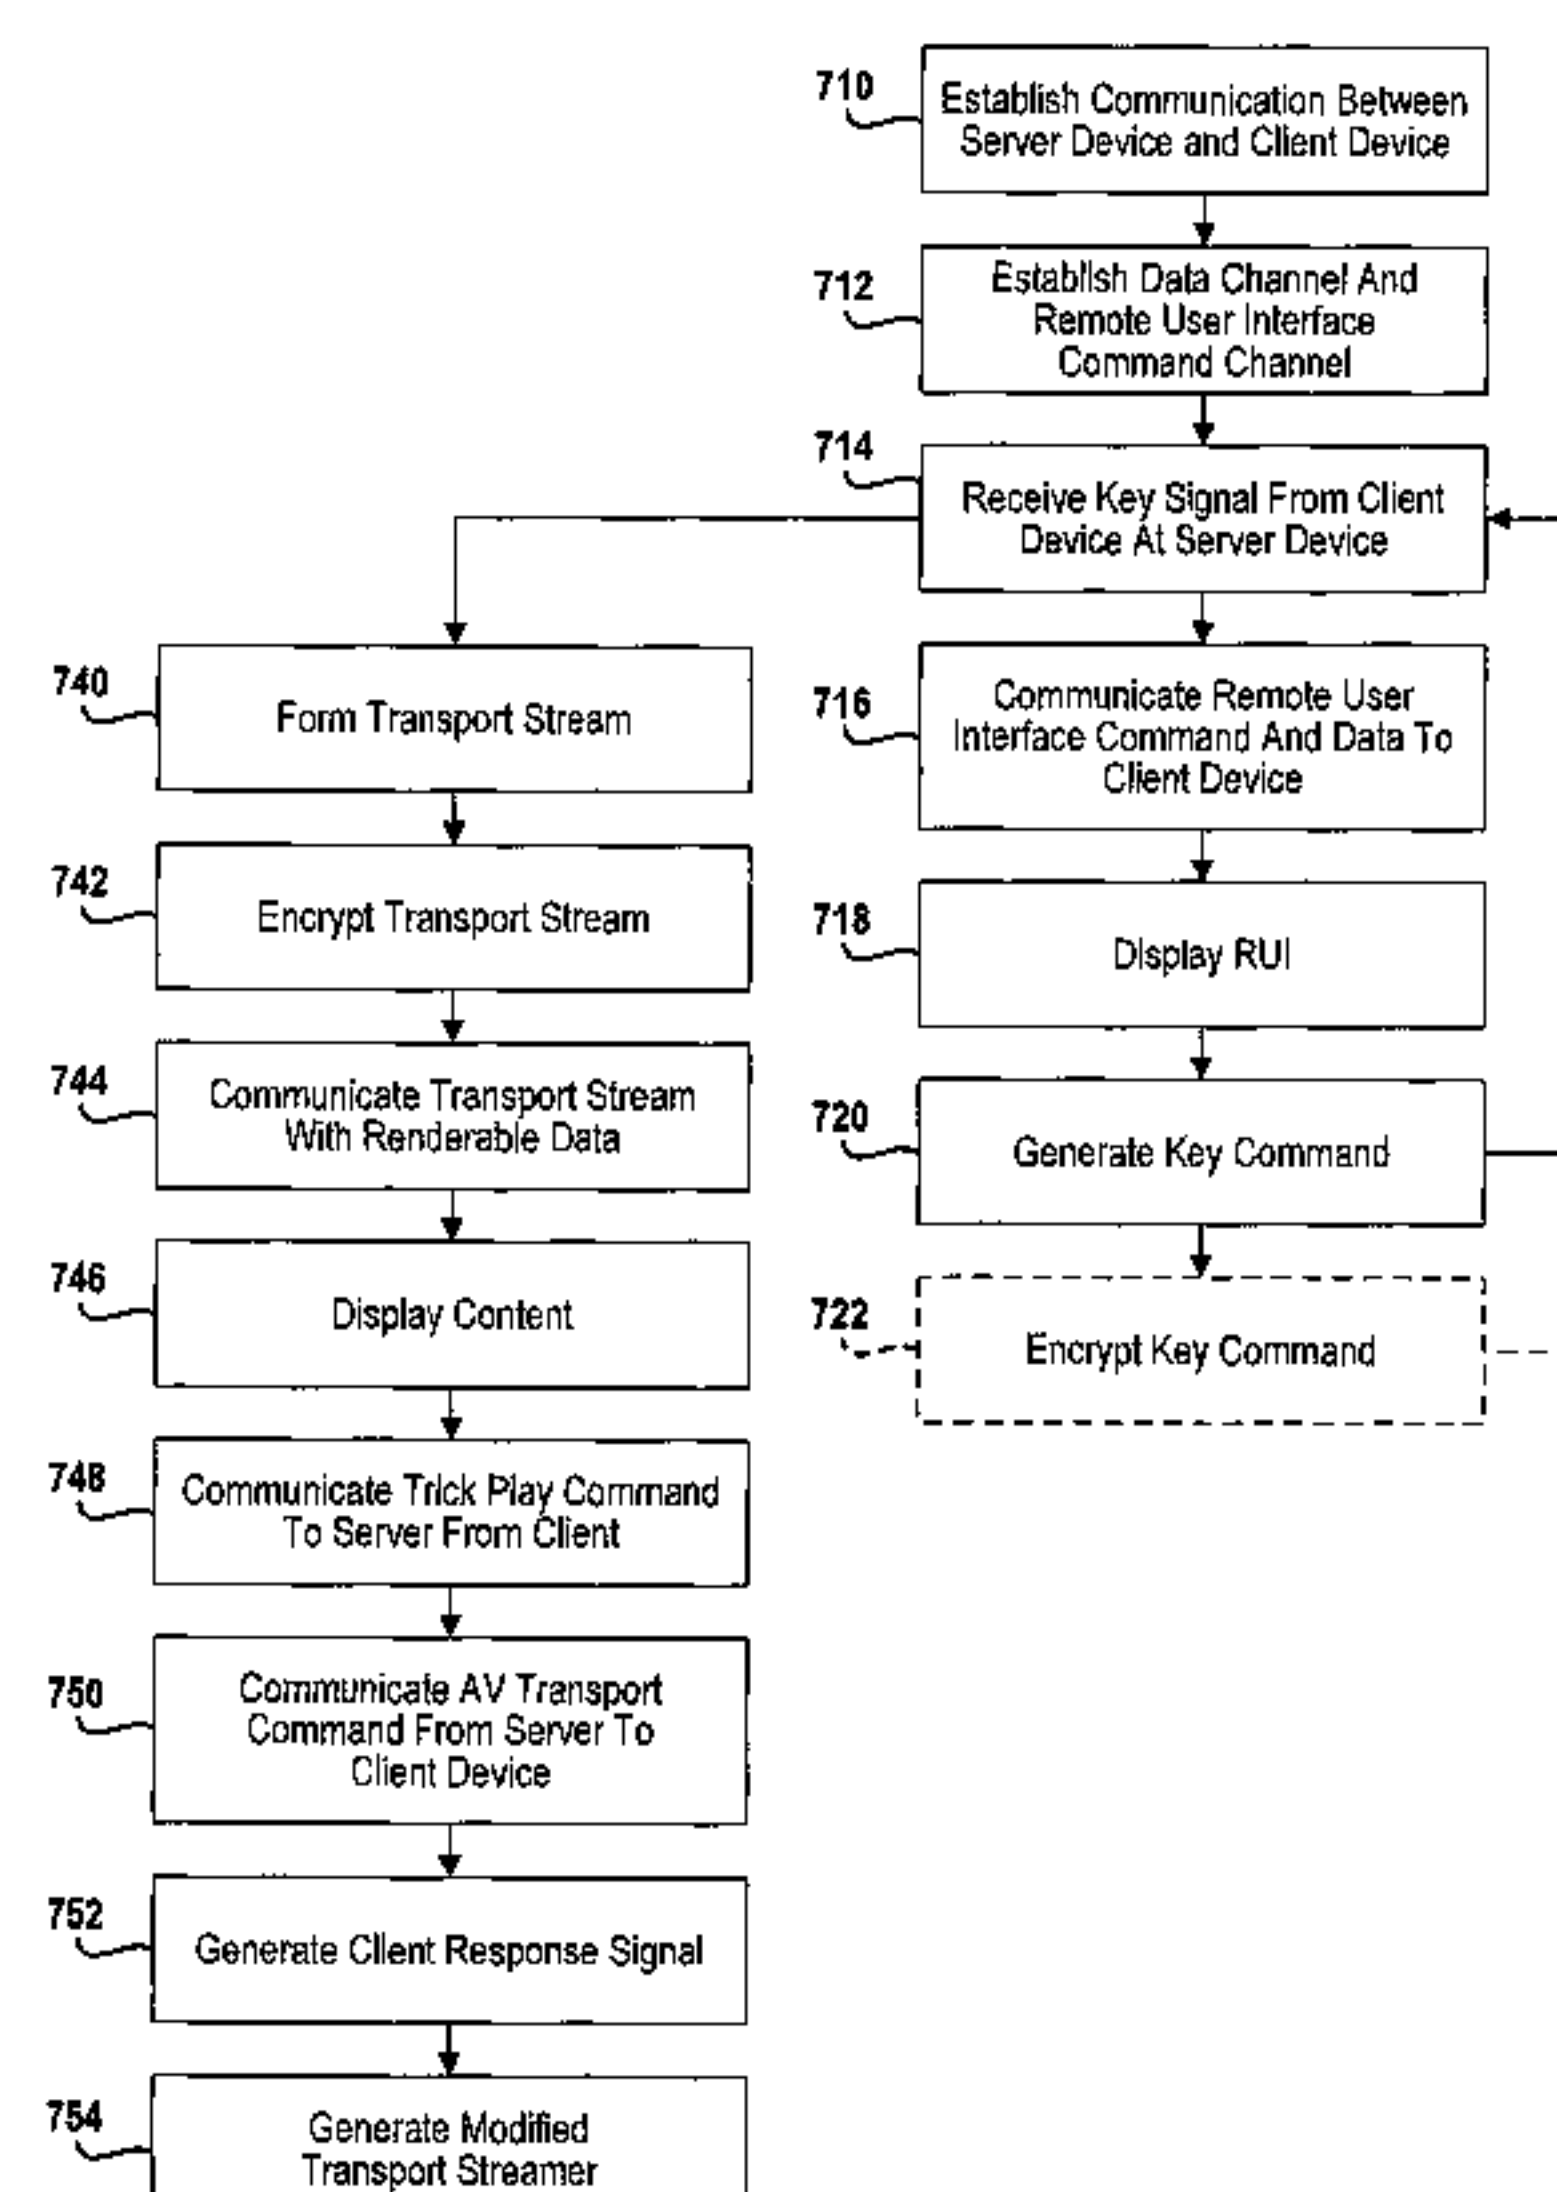 710
Establish Communication Between
Server Device and Client Device
712
Establish Data Channel And
Remote User Interface
Command Channel
714
Receive Key Signal From Client
Device At Server Device
716
Communicate Remote User
Interface Command And Data To
Client Device
718
Display RUI
720
Generate Key Command
722
Encrypt Key Command
740
Form Transport Stream
742
Encrypt Transport Stream
744
Communicate Transport Stream
With Renderable Data
746
Display Content
748
Communicate Trick Play Command
To Server From Client
750
Communicate AV Transport
Command From Server To
Client Device
752
Generate Client Response Signal
754
Generate Modified
Transport Streamer